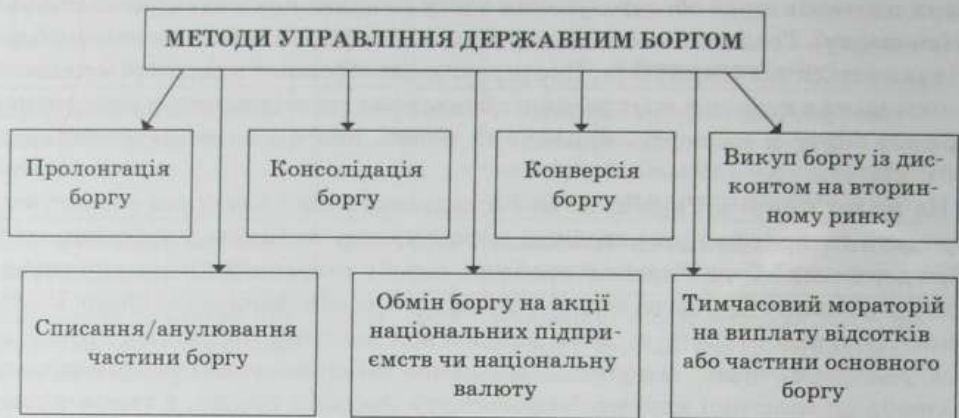 МЕТОДИ УПРАВЛІННЯ ДЕРЖАВНИМ БОРГОМ
Пролонгація
боргу
Консолідація
боргу
Конверсія
боргу
Викуп боргу із дис-
контом на вторин-
ному ринку
Списання/анулювання
частини боргу
Обмін боргу на акції
національних підпри-
ємств чи національну
валюту
Тимчасовий мораторій
на виплату відсотків
або частини основного
боргу